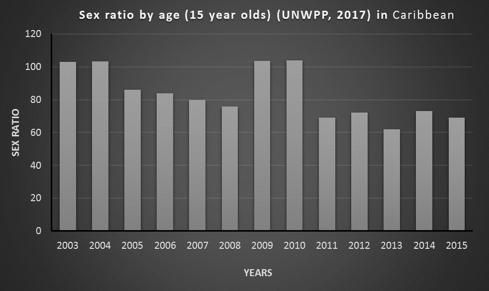 Sex ratio by age (15 year olds) (UNWPP, 2017) in Caribbean
120
100
80
60
40
20
0
SEX RATIO
2003 2004 2005 2006 2007 2008 2009 2010 2011 2012 2013 2014 2015
YEARS